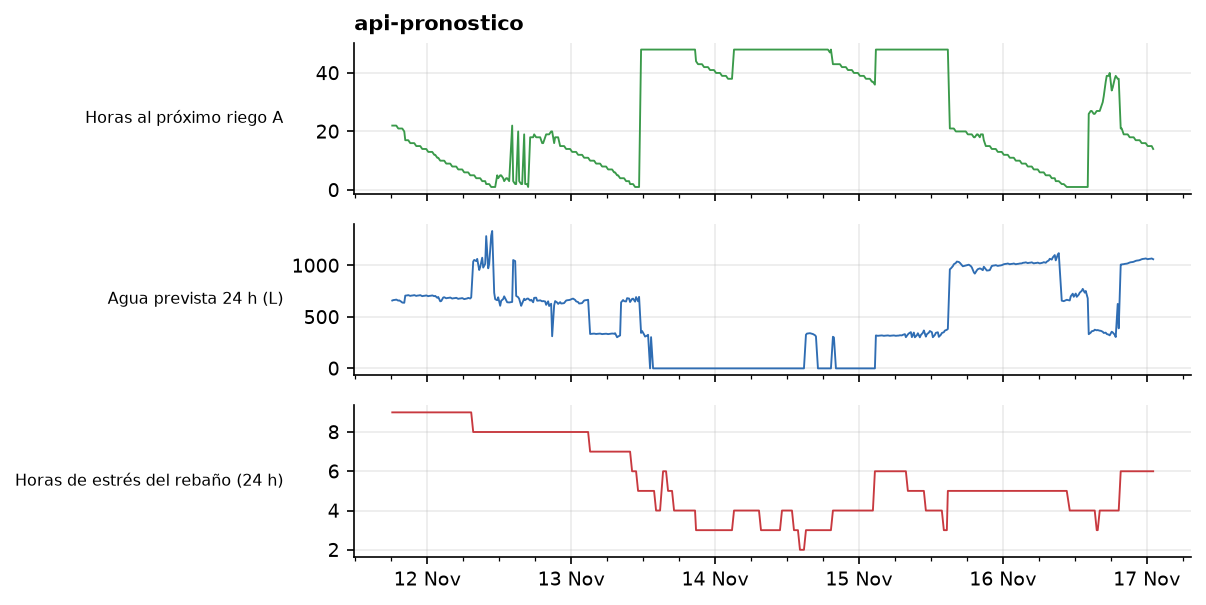 api-pronostico
Horas al próximo riego A
40
20
0
Agua prevista 24 h (L)
1000
500
0
Horas de estrés del rebaño (24 h)
8
6
4
2
12 Nov 13 Nov 14 Nov 15 Nov 16 Nov 17 Nov